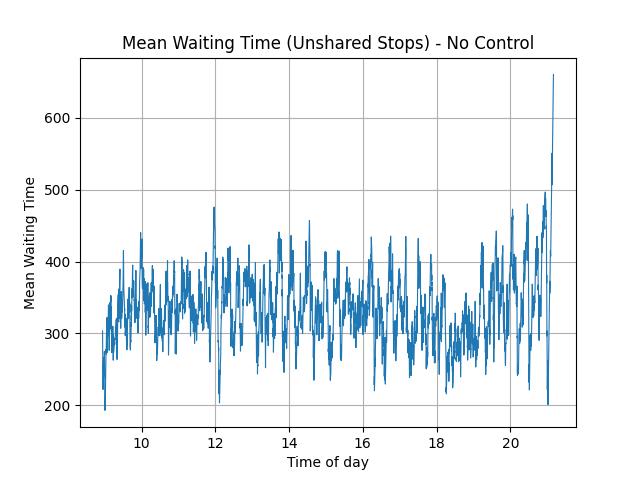 Mean Waiting Time (Unshared Stops) - No Control
600
500
400
300
200
Mean Waiting Time
10 12 14 16 18 20
Time of day